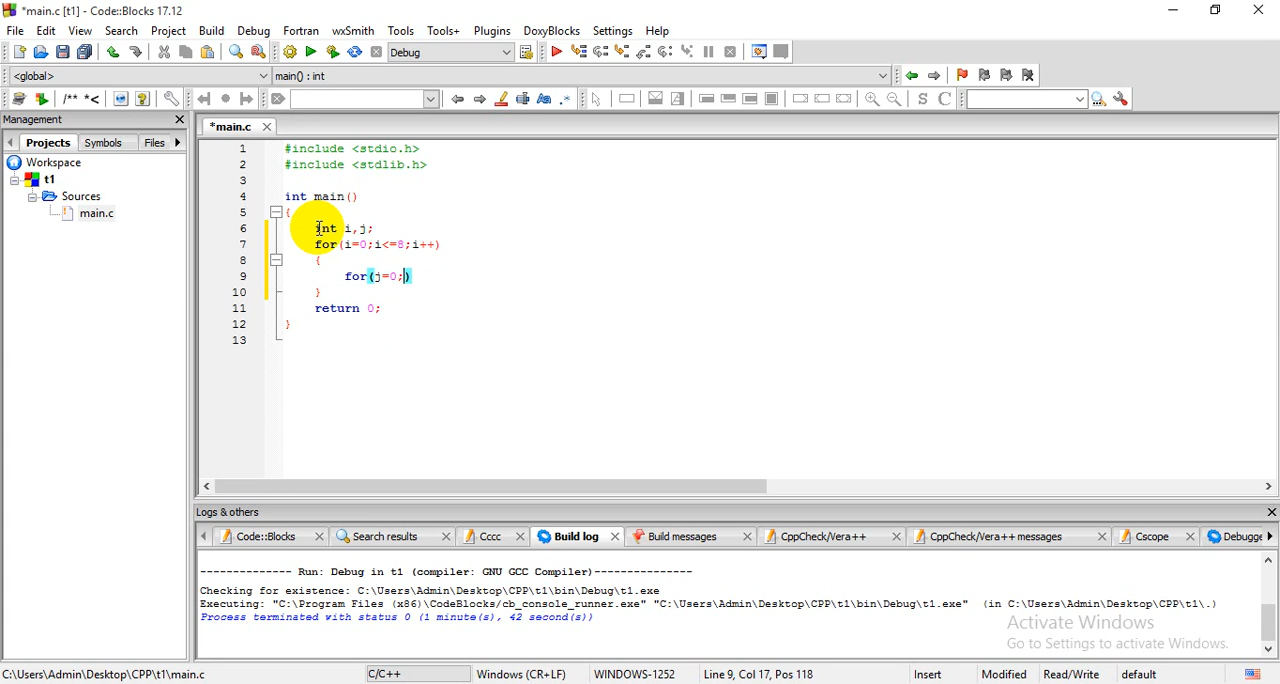 *main.c [t1] - Code::Blocks 17.12
File Edit View Search Project Build Debug Fortran wxSmith Tools Tools+ Plugins DoxyBlocks Settings Help
Debug
<global> main() : int
/** *<
S C
Management
Projects Symbols Files
*main.c
Workspace
t1
Sources
main.c
1 #include <stdio.h>
2 #include <stdlib.h>
3
4 int main()
5 {
6 int i,j;
7 for(i=0;i<=8;i++)
8 {
9 for(j=0;)
10 }
11 return 0;
12 }
13
Logs & others
Code::Blocks Search results Cccc Build log Build messages CppCheck/Vera++ CppCheck/Vera++ messages Cscope Debugge
-------------- Run: Debug in t1 (compiler: GNU GCC Compiler)---------------
Checking for existence: C:\Users\Admin\Desktop\CPP\t1\bin\Debug\t1.exe
Executing: "C:\Program Files (x86)\CodeBlocks/cb_console_runner.exe" "C:\Users\Admin\Desktop\CPP\t1\bin\Debug\t1.exe" (in C:\Users\Admin\Desktop\CPP\t1\.)
Process terminated with status 0 (1 minute(s), 42 second(s))
Activate Windows
Go to Settings to activate Windows.
C:\Users\Admin\Desktop\CPP\t1\main.c C/C++ Windows (CR+LF) WINDOWS-1252 Line 9, Col 17, Pos 118 Insert Modified Read/Write default